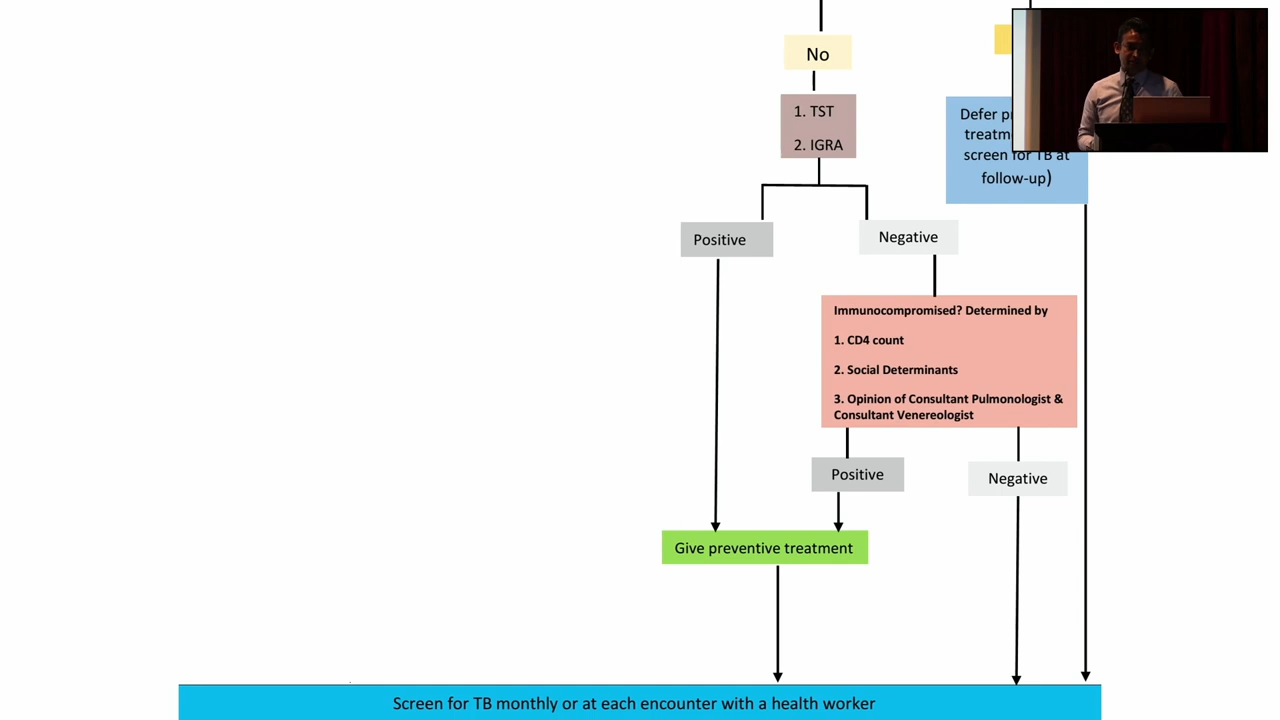 No
1. TST
2. IGRA
Defer
treatm
screen for TB at
follow-up)
Positive
Negative
Immunocompromised? Determined by
1. CD4 count
2. Social Determinants
3. Opinion of Consultant Pulmonologist &
Consultant Venereologist
Positive
Negative
Give preventive treatment
Screen for TB monthly or at each encounter with a health worker